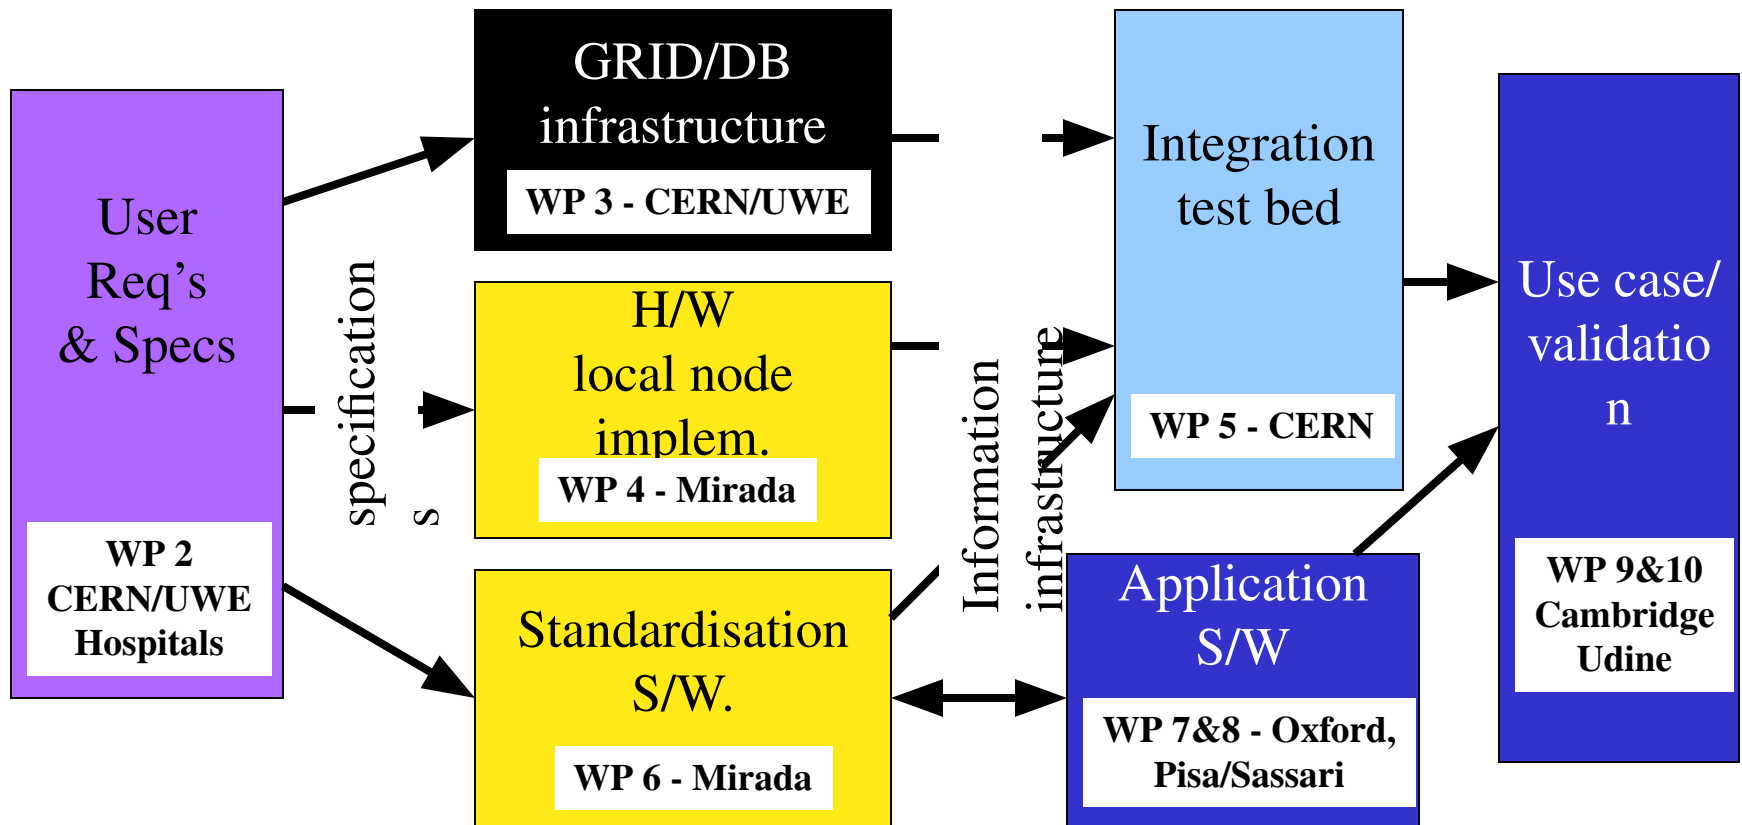 User
Req’s
& Specs
WP 2
CERN/UWE
Hospitals
specification
s
GRID/DB
infrastructure
WP 3 - CERN/UWE
H/W
local node
implem.
WP 4 - Mirada
Standardisation
S/W.
WP 6 - Mirada
Information
infrastructure
Integration
test bed
WP 5 - CERN
Application
S/W
WP 7&8 - Oxford,
Pisa/Sassari
Use case/
validatio
n
WP 9&10
Cambridge
Udine